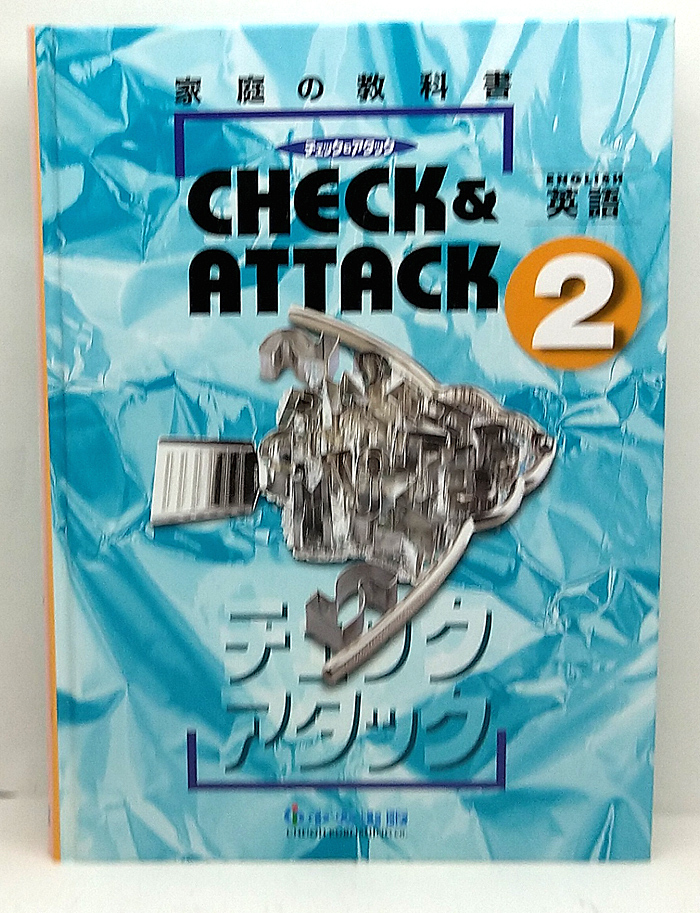 家庭の教科書
チェック&アタック
CHECK&
ATTACK
ENGLISH
英語
2
チェック
アタック